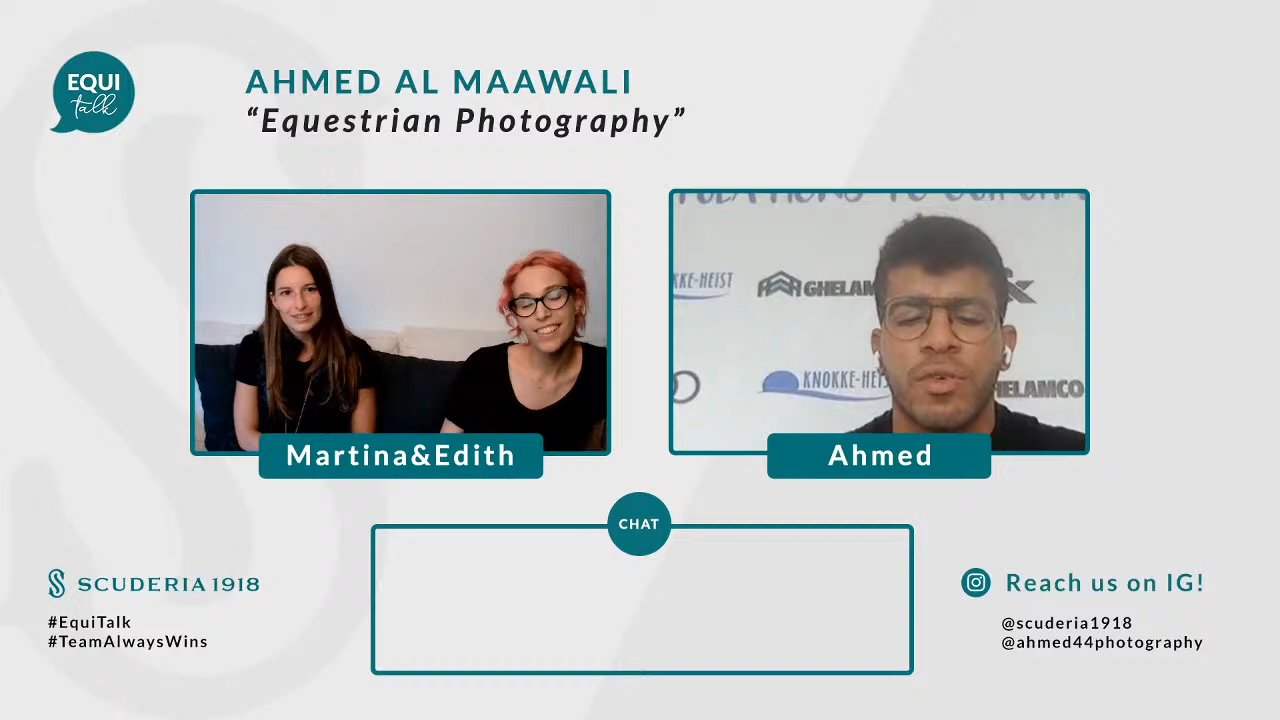 EQUI
talk
AHMED AL MAAWALI
“Equestrian Photography”
KKE-HEIST
GHELAM
KNOKKE-HEIS
HELAMCO
Martina&Edith
Ahmed
CHAT
SCUDERIA 1918
#EquiTalk
#TeamAlwaysWins
Reach us on IG!
@scuderia1918
@ahmed44photography